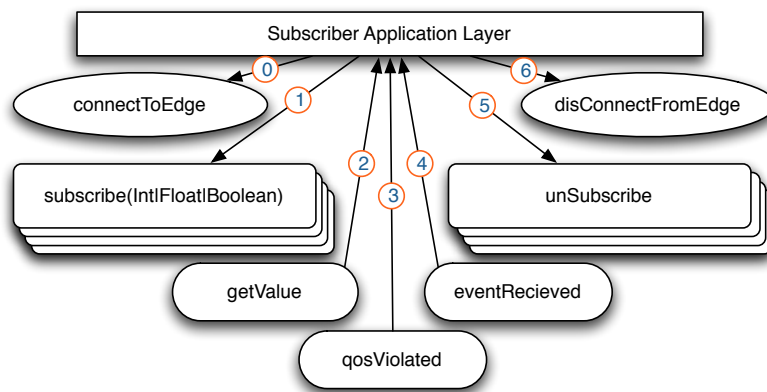 Subscriber Application Layer
0
6
connectToEdge
disConnectFromEdge
1
5
2
4
3
subscribe(Int|Float|Boolean)
unSubscribe
getValue
eventRecieved
qosViolated